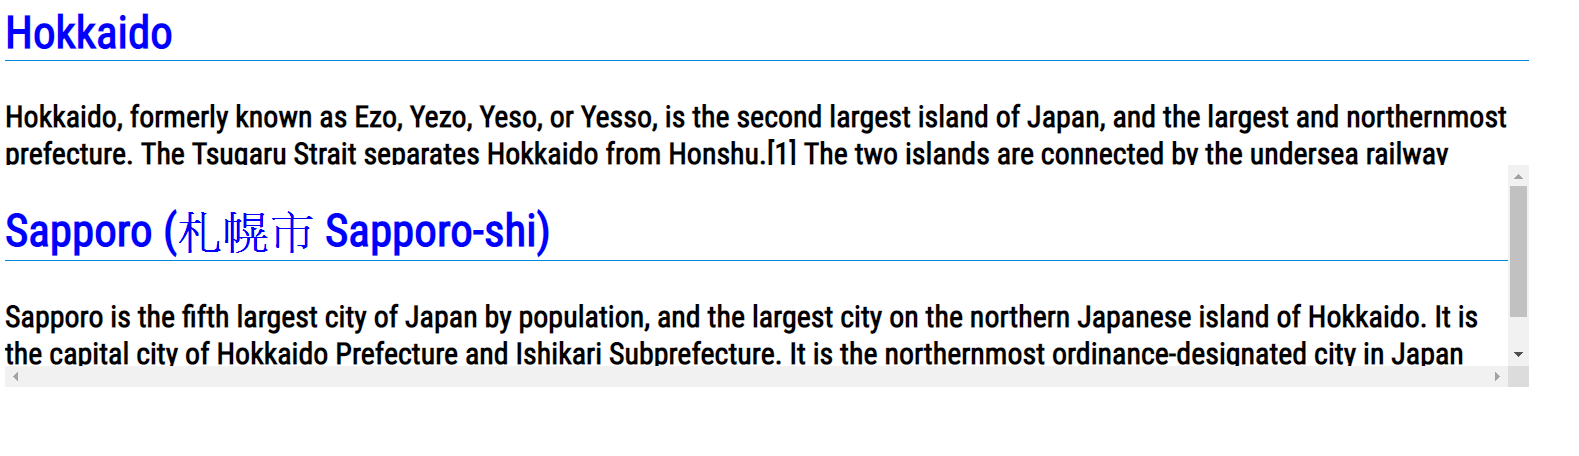 Hokkaido
Hokkaido, formerly known as Ezo, Yezo, Yeso, or Yesso, is the second largest island of Japan, and the largest and northernmost
prefecture. The Tsugaru Strait separates Hokkaido from Honshu.[1] The two islands are connected by the undersea railway
Sapporo (札幌市 Sapporo-shi)
Sapporo is the fifth largest city of Japan by population, and the largest city on the northern Japanese island of Hokkaido. It is
the capital city of Hokkaido Prefecture and Ishikari Subprefecture. It is the northernmost ordinance-designated city in Japan